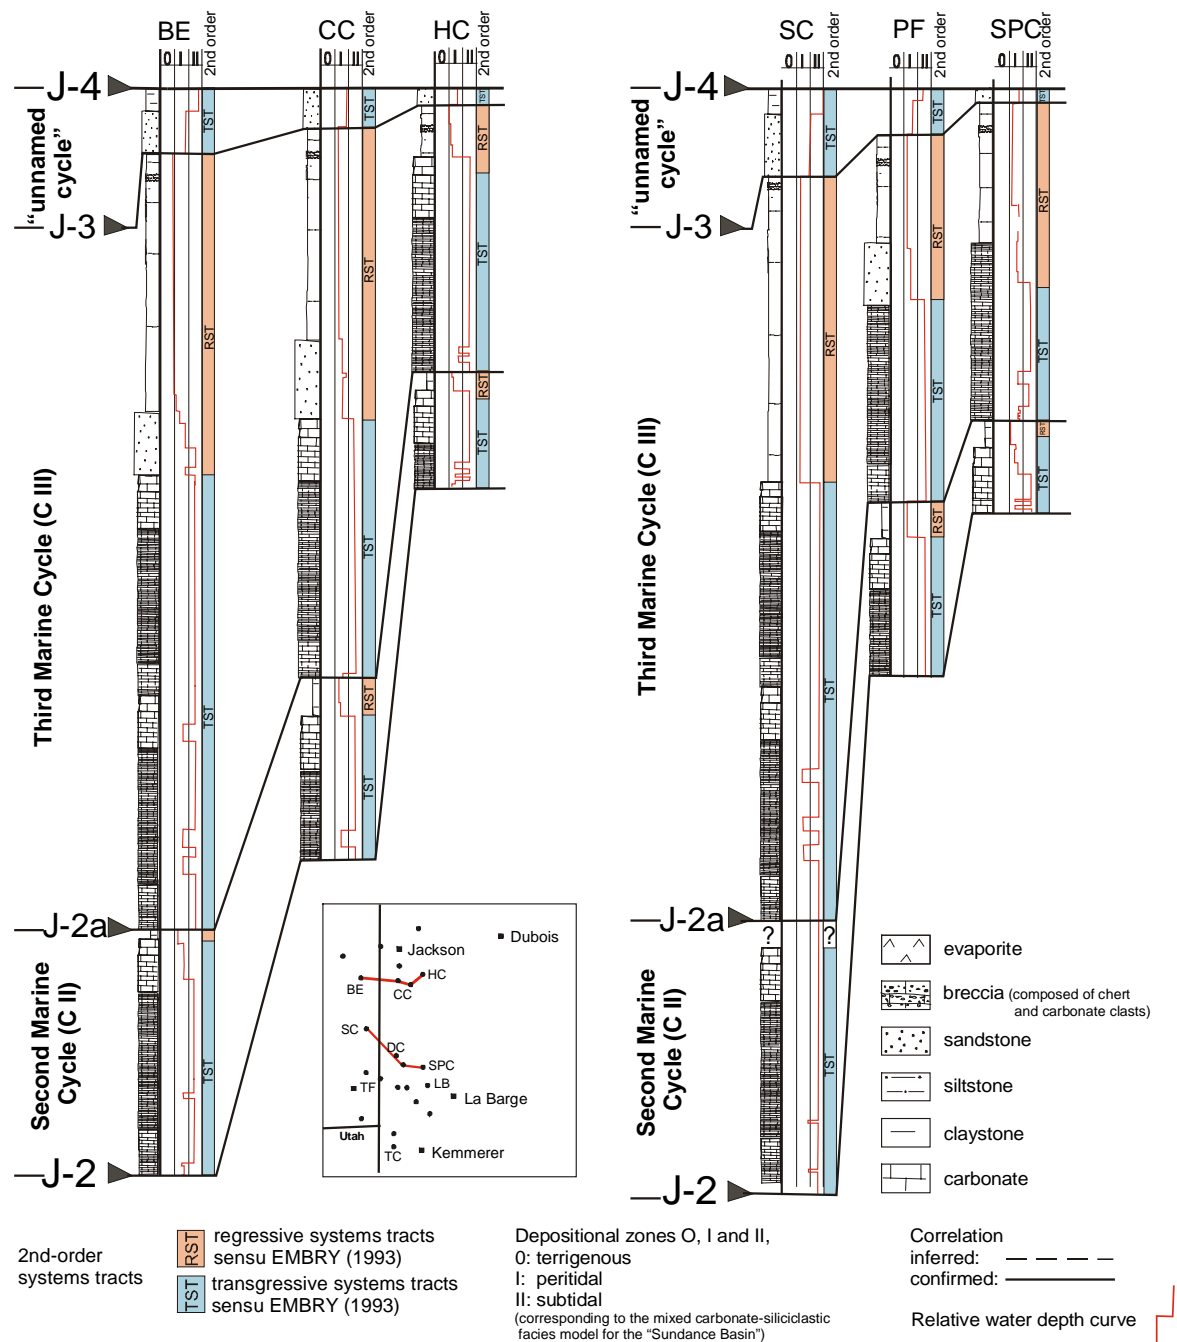 BE
CC
HC
SC
PF
SPC
0 I II 2nd order
0 I II 2nd order
0 I II 2nd order
0 I II 2nd order
0 I II 2nd order
0 I II 2nd order
J-4
"unnamed cycle"
J-3
Third Marine Cycle (C III)
J-2a
Second Marine
Cycle (C II)
J-2
TST
RST
TST
TST
TST
RST
TST
RST
TST
TST
RST
TST
RST
TST
J-4
"unnamed cycle"
J-3
Third Marine Cycle (C III)
J-2a
Second Marine
Cycle (C II)
J-2
TST
RST
TST
? ?
TST
TST
RST
TST
RST
TST
TST
RST
TST
RST
TST
Dubois
Jackson
HC
BE
CC
SC
DC
SPC
TF
LB
La Barge
Utah
TC
Kemmerer
evaporite
breccia (composed of chert
and carbonate clasts)
sandstone
siltstone
claystone
carbonate
2nd-order
systems tracts
RST
regressive systems tracts
sensu EMBRY (1993)
TST
transgressive systems tracts
sensu EMBRY (1993)
Depositional zones O, I and II,
0: terrigenous
I: peritidal
II: subtidal
(corresponding to the mixed carbonate-siliciclastic
facies model for the "Sundance Basin")
Correlation
inferred:
confirmed:
Relative water depth curve